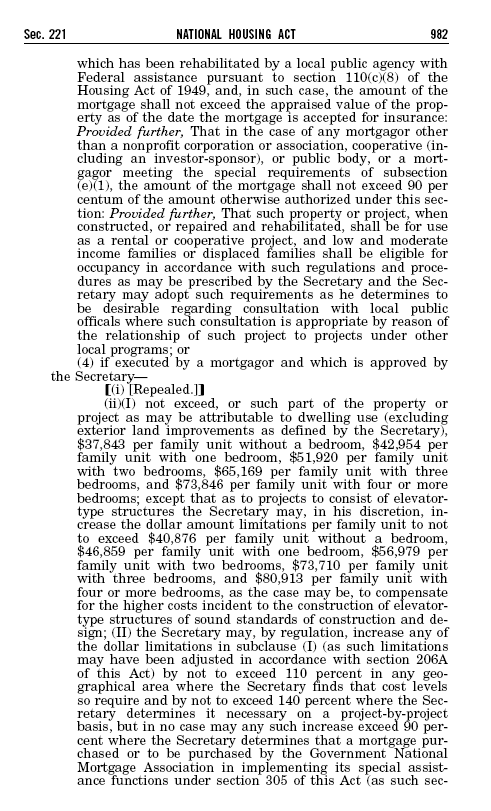 Sec. 221 NATIONAL HOUSING ACT 982
which has been rehabilitated by a local public agency with
Federal assistance pursuant to section 110(c)(8) of the
Housing Act of 1949, and, in such case, the amount of the
mortgage shall not exceed the appraised value of the prop-
erty as of the date the mortgage is accepted for insurance:
Provided further, That in the case of any mortgagor other
than a nonprofit corporation or association, cooperative (in-
cluding an investor-sponsor), or public body, or a mort-
gagor meeting the special requirements of subsection
(e)(1), the amount of the mortgage shall not exceed 90 per
centum of the amount otherwise authorized under this sec-
tion: Provided further, That such property or project, when
constructed, or repaired and rehabilitated, shall be for use
as a rental or cooperative project, and low and moderate
income families or displaced families shall be eligible for
occupancy in accordance with such regulations and proce-
dures as may be prescribed by the Secretary and the Sec-
retary may adopt such requirements as he determines to
be desirable regarding consultation with local public
officals where such consultation is appropriate by reason of
the relationship of such project to projects under other
local programs; or
(4) if executed by a mortgagor and which is approved by
the Secretary—
[(i) [Repealed.]]
(ii)(I) not exceed, or such part of the property or
project as may be attributable to dwelling use (excluding
exterior land improvements as defined by the Secretary),
$37,843 per family unit without a bedroom, $42,954 per
family unit with one bedroom, $51,920 per family unit
with two bedrooms, $65,169 per family unit with three
bedrooms, and $73,846 per family unit with four or more
bedrooms; except that as to projects to consist of elevator-
type structures the Secretary may, in his discretion, in-
crease the dollar amount limitations per family unit to not
to exceed $40,876 per family unit without a bedroom,
$46,859 per family unit with one bedroom, $56,979 per
family unit with two bedrooms, $73,710 per family unit
with three bedrooms, and $80,913 per family unit with
four or more bedrooms, as the case may be, to compensate
for the higher costs incident to the construction of elevator-
type structures of sound standards of construction and de-
sign; (II) the Secretary may, by regulation, increase any of
the dollar limitations in subclause (I) (as such limitations
may have been adjusted in accordance with section 206A
of this Act) by not to exceed 110 percent in any geo-
graphical area where the Secretary finds that cost levels
so require and by not to exceed 140 percent where the Sec-
retary determines it necessary on a project-by-project
basis, but in no case may any such increase exceed 90 per-
cent where the Secretary determines that a mortgage pur-
chased or to be purchased by the Government National
Mortgage Association in implementing its special assist-
ance functions under section 305 of this Act (as such sec-